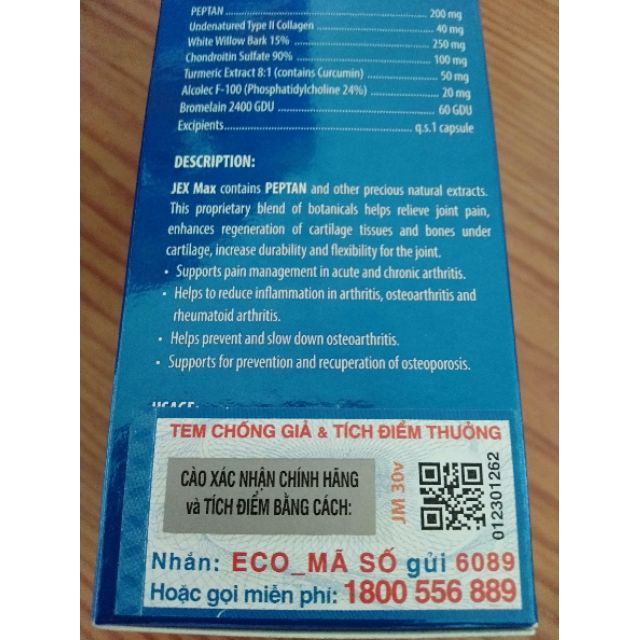 PEPTAN 200 mg
Undenatured Type II Collagen 40 mg
White Willow Bark 15% 250 mg
Chondroitin Sulfate 90% 100 mg
Turmeric Extract 8:1 (contains Curcumin) 50 mg
Alcolec F-100 (Phosphatidylcholine 24%) 20 mg
Bromelain 2400 GDU 60 GDU
Excipients q.s.1 capsule
DESCRIPTION:
JEX Max contains PEPTAN and other precious natural extracts.
This proprietary blend of botanicals helps relieve joint pain,
enhances regeneration of cartilage tissues and bones under
cartilage, increase durability and flexibility for the joint.
• Supports pain management in acute and chronic arthritis.
• Helps to reduce inflammation in arthritis, osteoarthritis and
rheumatoid arthritis.
• Helps prevent and slow down osteoarthritis.
• Supports for prevention and recuperation of osteoporosis.
USAGE:
TEM CHỐNG GIẢ & TÍCH ĐIỂM THƯỞNG
CÀO XÁC NHẬN CHÍNH HÃNG
và TÍCH ĐIỂM BẰNG CÁCH:
JM 30v
012301262
Nhắn: ECO_MÃ SỐ gửi 6089
Hoặc gọi miễn phí: 1800 556 889